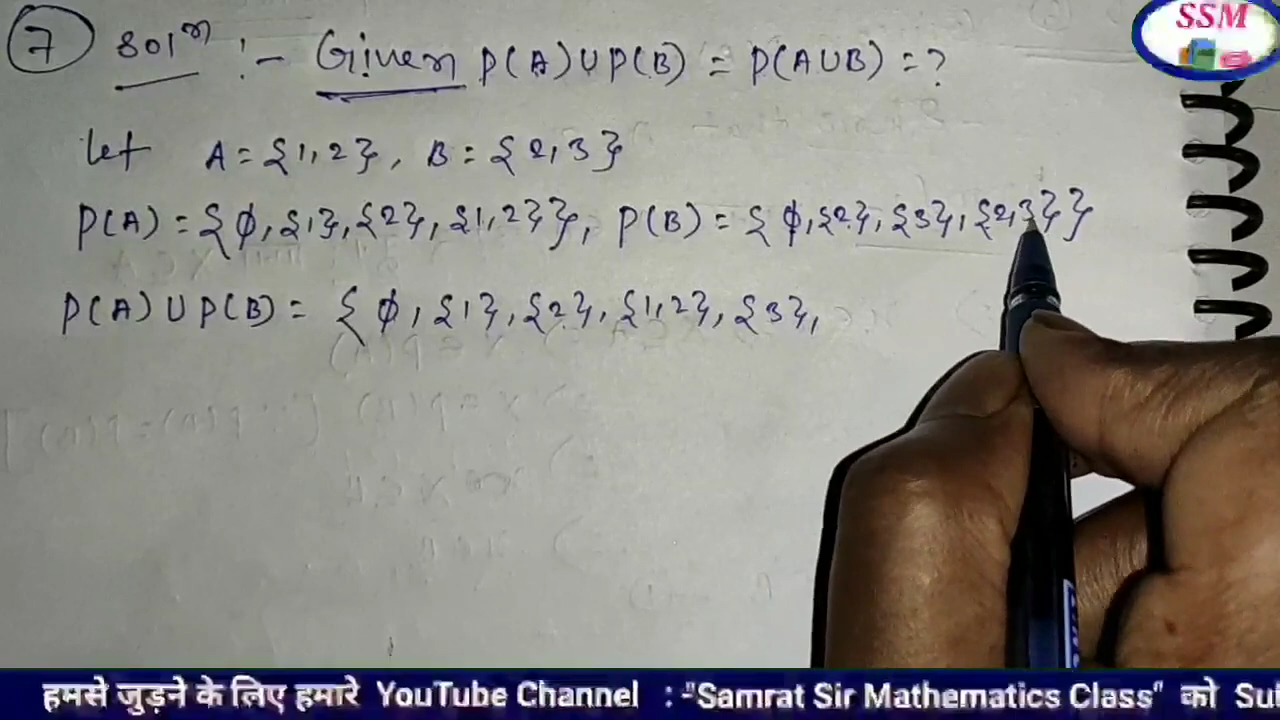 SSM
7 Solⁿ :- Given P(A)∪P(B) = P(A∪B) = ?
Let A = {1,2}, B = {2,3}
P(A) = {ϕ,{1},{2},{1,2}}, P(B) = {ϕ,{2},{3},{2,3}}
P(A)∪P(B) = {ϕ,{1},{2},{1,2},{3},
हमसे जुड़ने के लिए हमारे YouTube Channel :-"Samrat Sir Mathematics Class" को